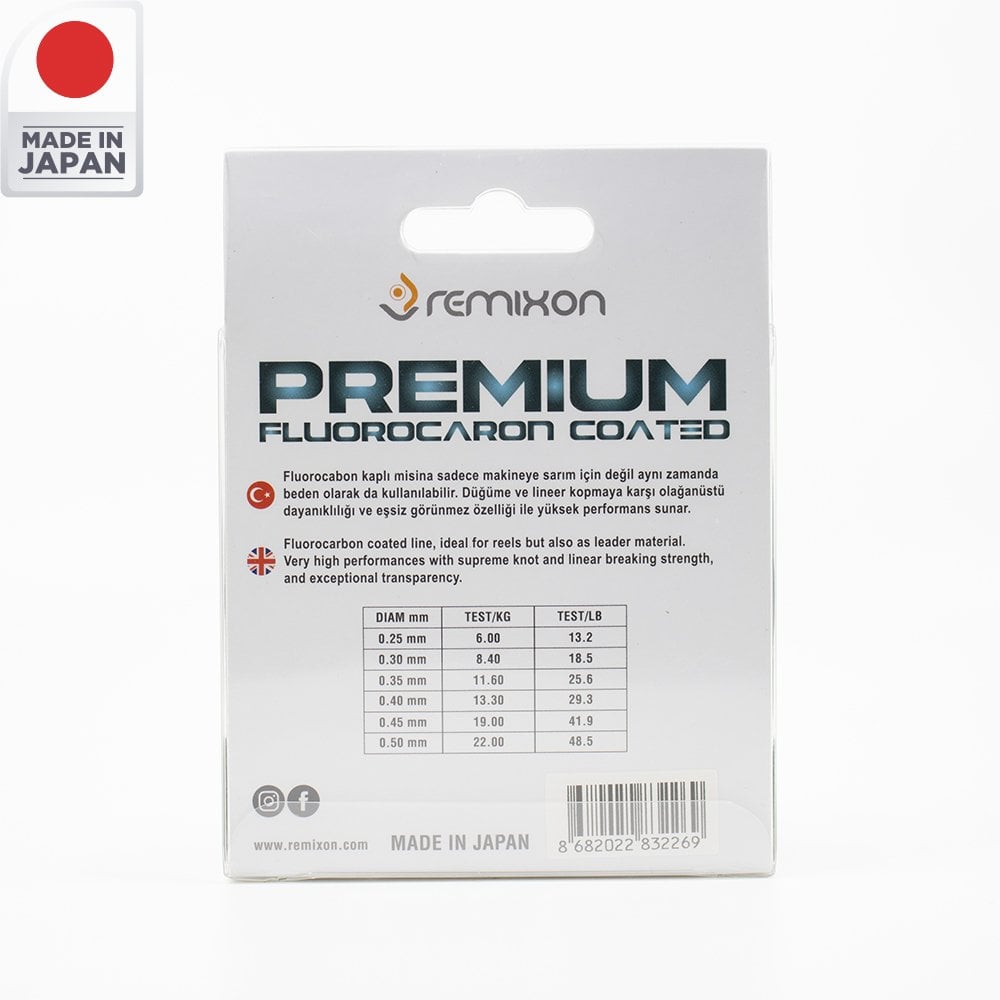 MADE IN
JAPAN
remixon
PREMIUM
FLUOROCARON COATED
Fluorocabon kaplı misina sadece makineye sarım için değil aynı zamanda
beden olarak da kullanılabilir. Düğüme ve lineer kopmaya karşı olağanüstü
dayanıklılığı ve eşsiz görünmez özelliği ile yüksek performans sunar.
Fluorocarbon coated line, ideal for reels but also as leader material.
Very high performances with supreme knot and linear breaking strength,
and exceptional transparency.
DIAM mm TEST/KG TEST/LB
0.25 mm 6.00 13.2
0.30 mm 8.40 18.5
0.35 mm 11.60 25.6
0.40 mm 13.30 29.3
0.45 mm 19.00 41.9
0.50 mm 22.00 48.5
www.remixon.com MADE IN JAPAN 8 682022 832269